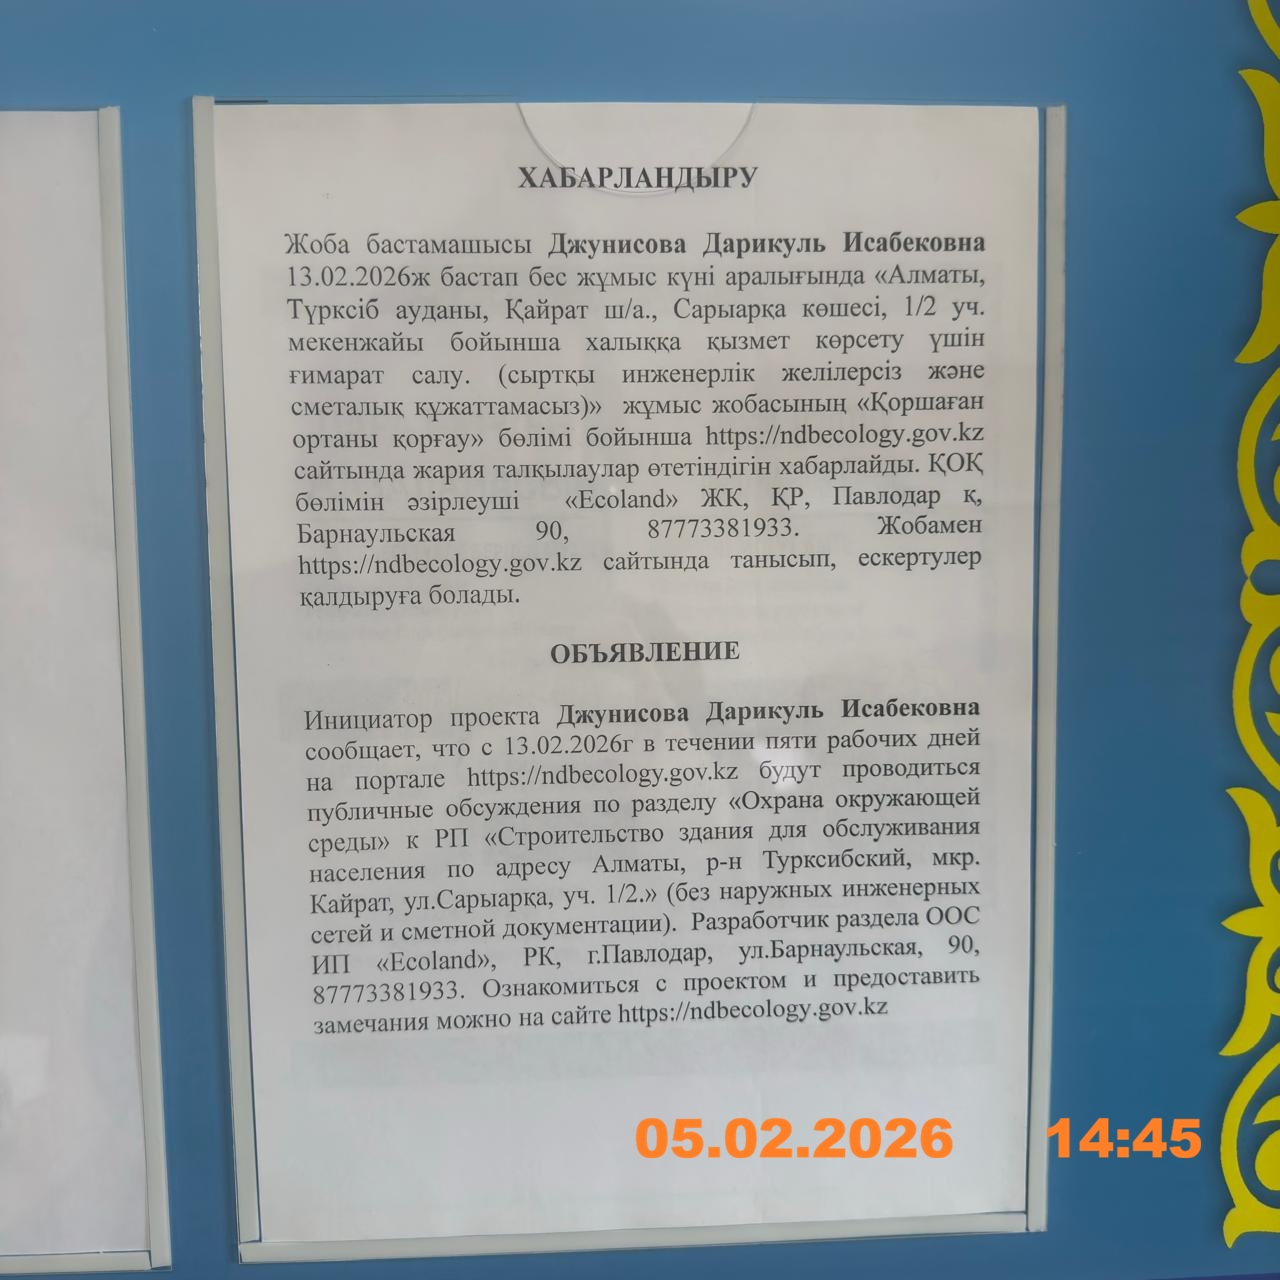 ХАБАРЛАНДЫРУ
Жоба бастамашысы Джунисова Дарикуль Исабековна
13.02.2026ж бастап бес жұмыс күні аралығында «Алматы,
Түрксіб ауданы, Қайрат ш/а., Сарыарқа көшесі, 1/2 уч.
мекенжайы бойынша халыққа қызмет көрсету үшін
ғимарат салу. (сыртқы инженерлік желілерсіз және
сметалық құжаттамасыз)» жұмыс жобасының «Қоршаған
ортаны қорғау» бөлімі бойынша https://ndbecology.gov.kz
сайтында жария талқылаулар өтетіндігін хабарлайды. ҚОҚ
бөлімін әзірлеуші «Ecoland» ЖК, ҚР, Павлодар қ,
Барнаульская 90, 87773381933. Жобамен
https://ndbecology.gov.kz сайтында танысып, ескертулер
қалдыруға болады.
ОБЪЯВЛЕНИЕ
Инициатор проекта Джунисова Дарикуль Исабековна
сообщает, что с 13.02.2026г в течении пяти рабочих дней
на портале https://ndbecology.gov.kz будут проводиться
публичные обсуждения по разделу «Охрана окружающей
среды» к РП «Строительство здания для обслуживания
населения по адресу Алматы, р-н Турксибский, мкр.
Кайрат, ул.Сарыарқа, уч. 1/2.» (без наружных инженерных
сетей и сметной документации). Разработчик раздела ООС
ИП «Ecoland», РК, г.Павлодар, ул.Барнаульская, 90,
87773381933. Ознакомиться с проектом и предоставить
замечания можно на сайте https://ndbecology.gov.kz
05.02.2026 14:45